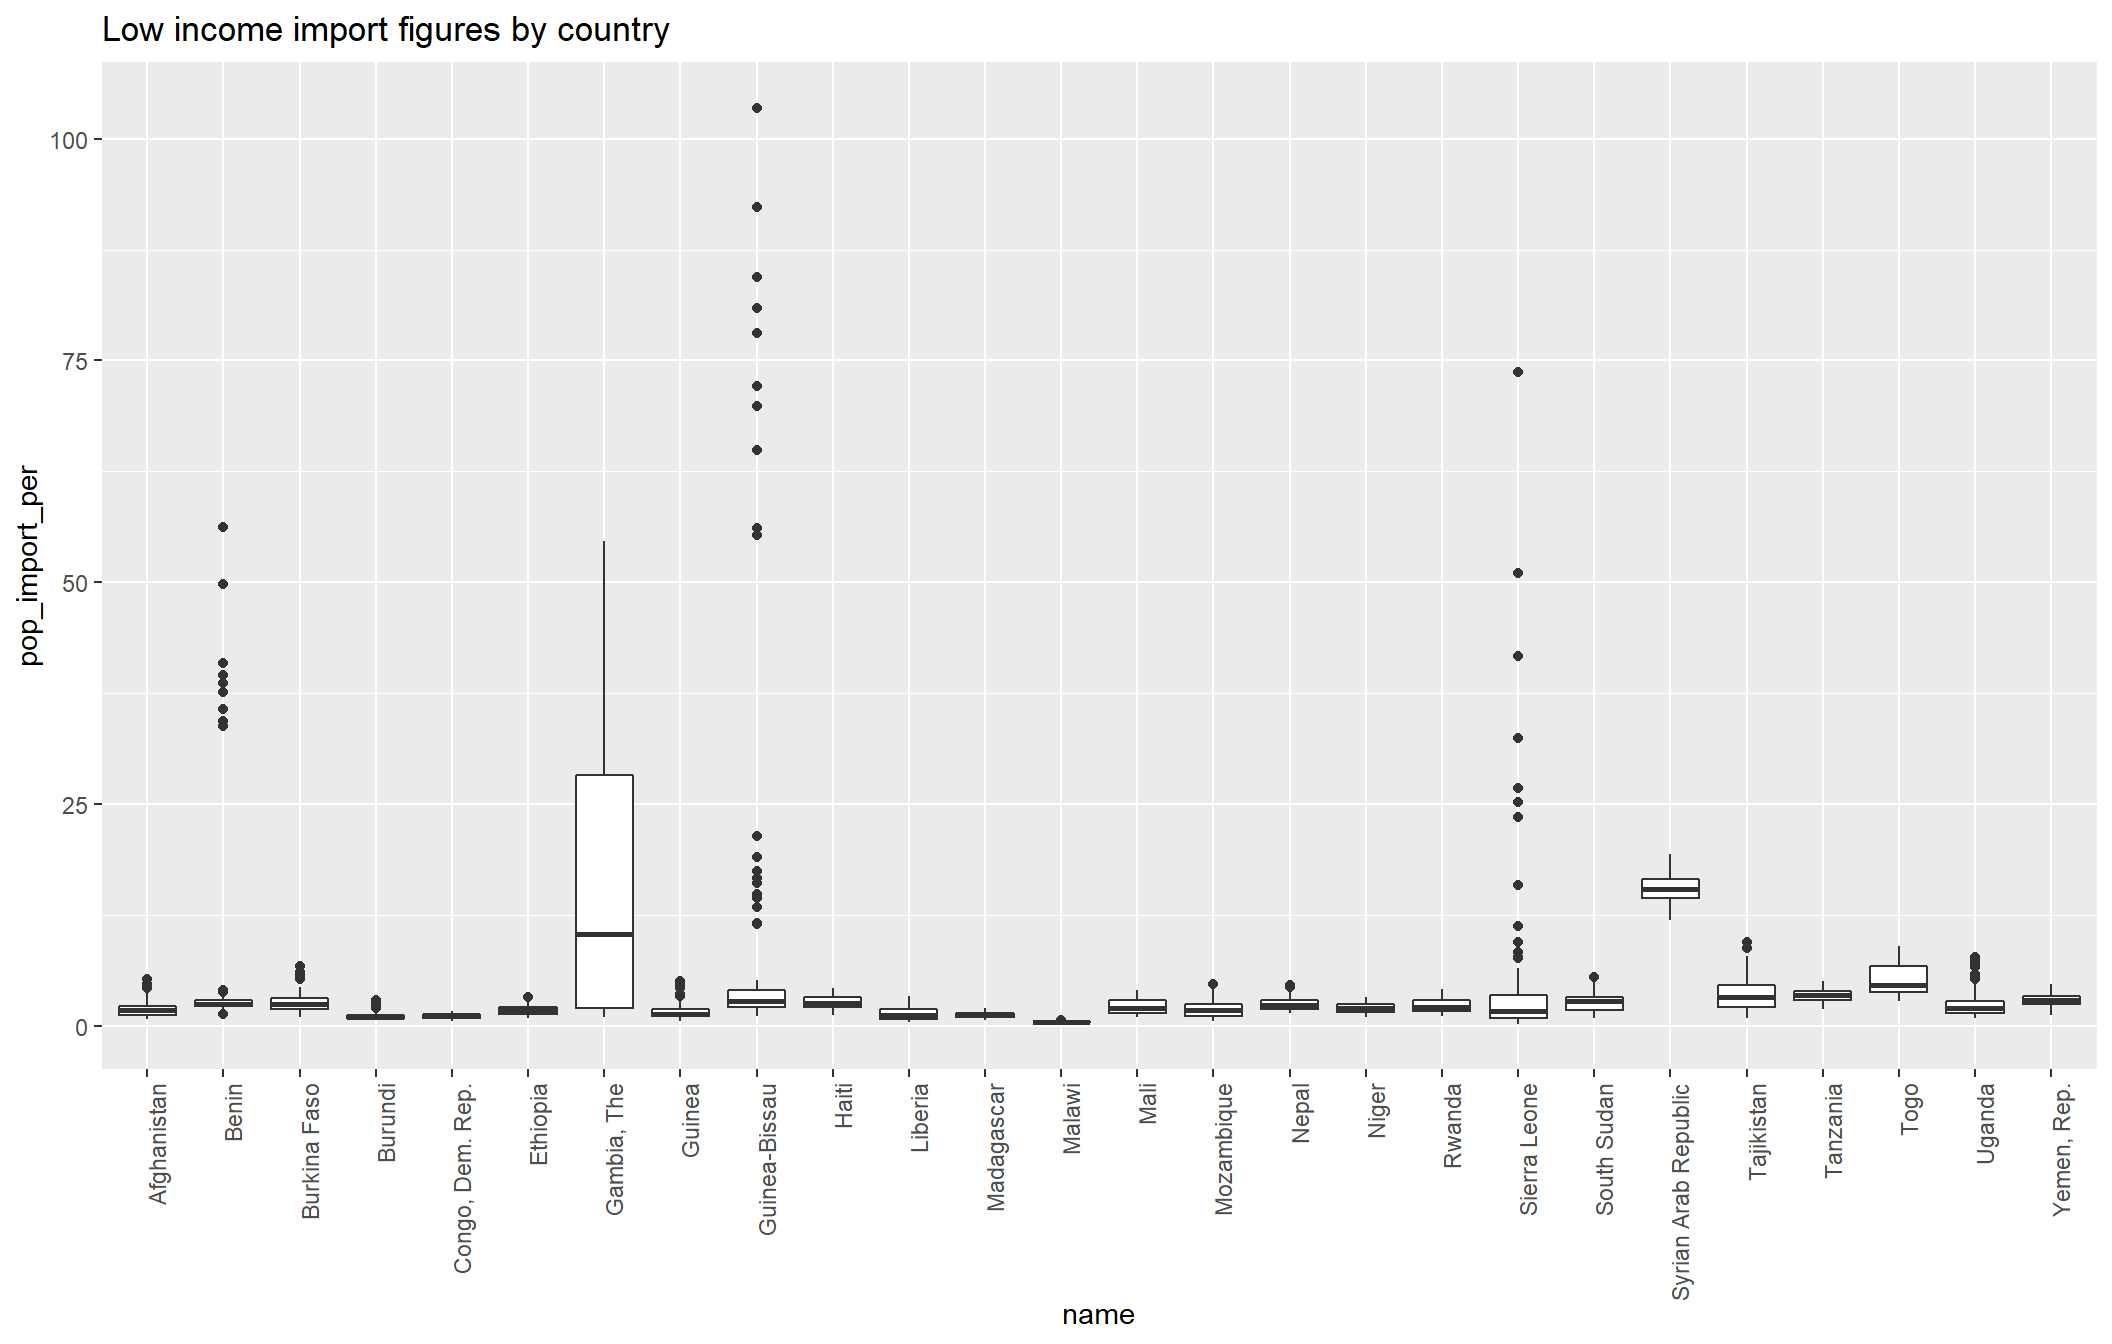 Low income import figures by country
pop_import_per
100
75
50
25
0
Afghanistan
Benin
Burkina Faso
Burundi
Congo, Dem. Rep.
Ethiopia
Gambia, The
Guinea
Guinea-Bissau
Haiti
Liberia
Madagascar
Malawi
Mali
Mozambique
Nepal
Niger
Rwanda
Sierra Leone
South Sudan
Syrian Arab Republic
Tajikistan
Tanzania
Togo
Uganda
Yemen, Rep.
name